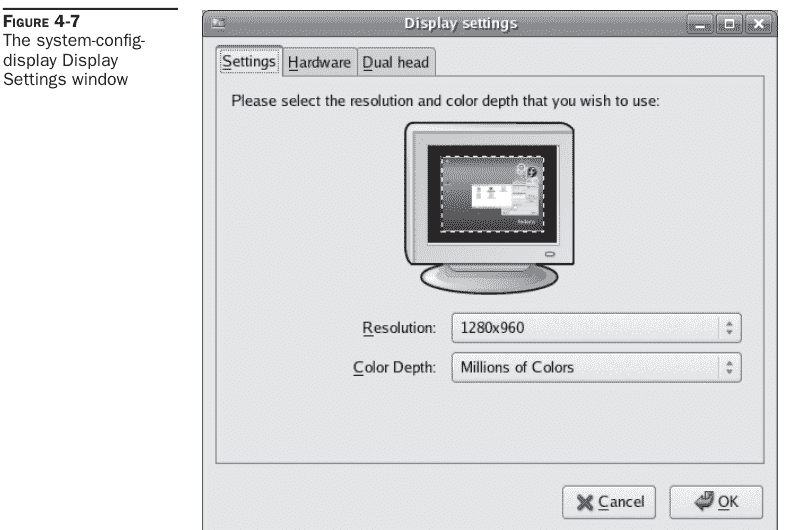 FIGURE 4-7
The system-config-
display Display
Settings window
Display settings
Settings
Hardware
Dual head
Please select the resolution and color depth that you wish to use:
Resolution:
1280x960
Color Depth:
Millions of Colors
Cancel
OK